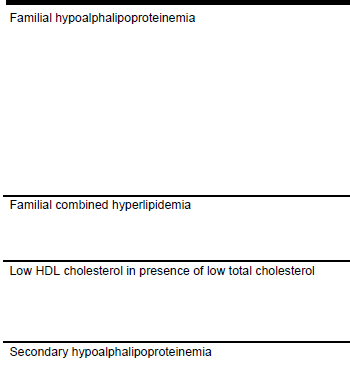 Familial hypoalphalipoproteinemia
Familial combined hyperlipidemia
Low HDL cholesterol in presence of low total cholesterol
Secondary hypoalphalipoproteinemia